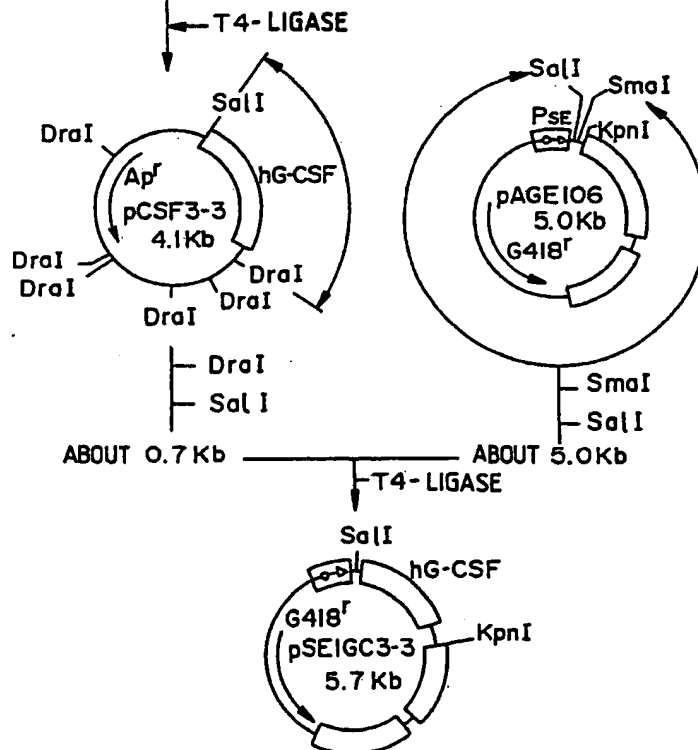 T4-LIGASE
SalI
DraI
Apʳ
hG-CSF
pCSF3-3
4.1Kb
DraI
DraI
DraI
DraI
DraI
SalI
SmaI
PSE
KpnI
pAGE106
5.0Kb
G418ʳ
DraI
SalI
SmaI
SalI
ABOUT 0.7Kb
ABOUT 5.0Kb
T4-LIGASE
SalI
hG-CSF
G418ʳ
KpnI
pSEIGC3-3
5.7Kb